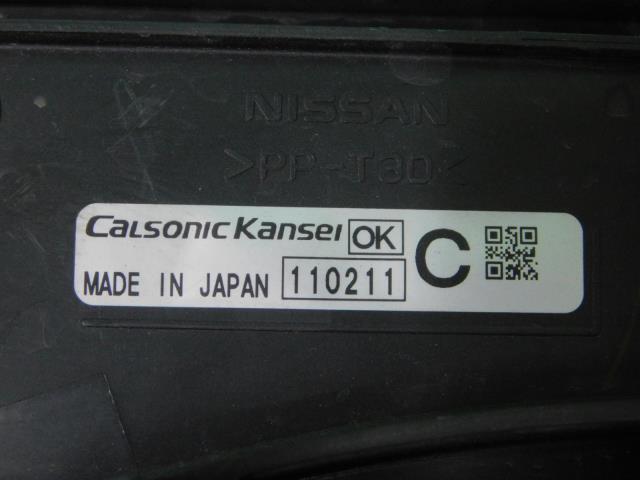 NISSAN
>PP-T30<
Calsonic Kansei OK C
MADE IN JAPAN 110211